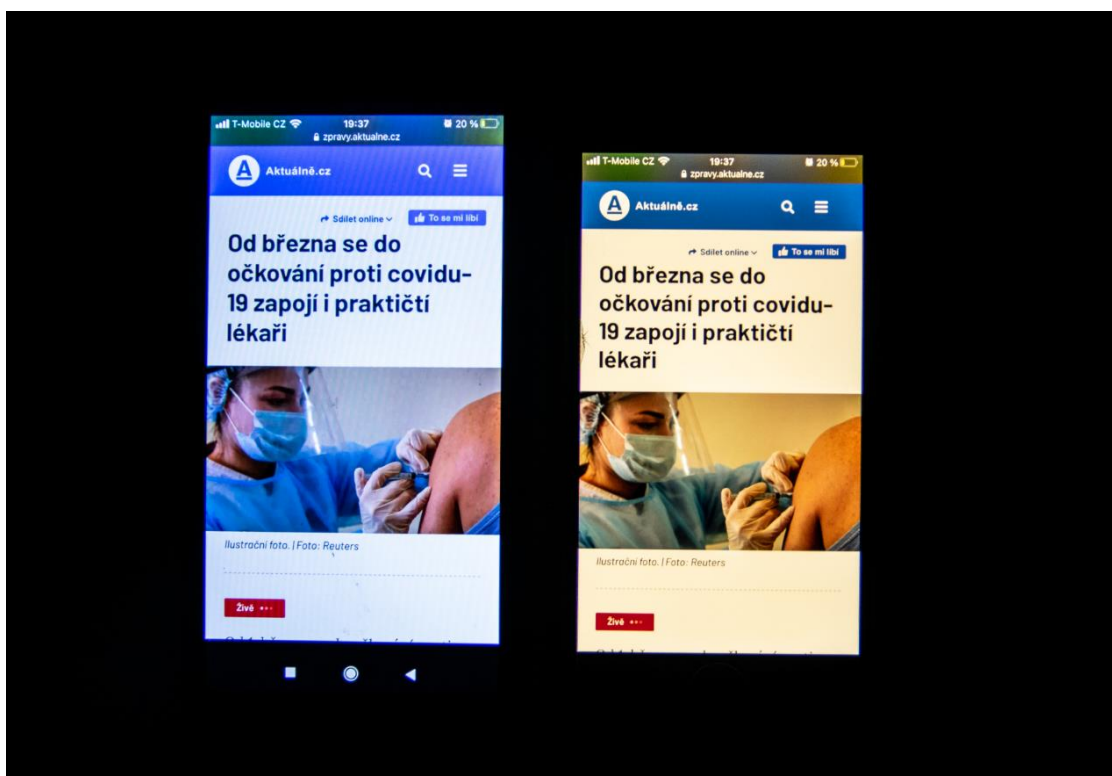 T-Mobile CZ 19:37 20 %
zpravy.aktualne.cz
A Aktuálně.cz
Sdílet online To se mi líbí
Od března se do
očkování proti covidu-
19 zapojí i praktičtí
lékaři
Ilustrační foto. | Foto: Reuters
Živě
T-Mobile CZ 19:37 20 %
zpravy.aktualne.cz
A Aktuálně.cz
Sdílet online To se mi líbí
Od března se do
očkování proti covidu-
19 zapojí i praktičtí
lékaři
Ilustrační foto. | Foto: Reuters
Živě